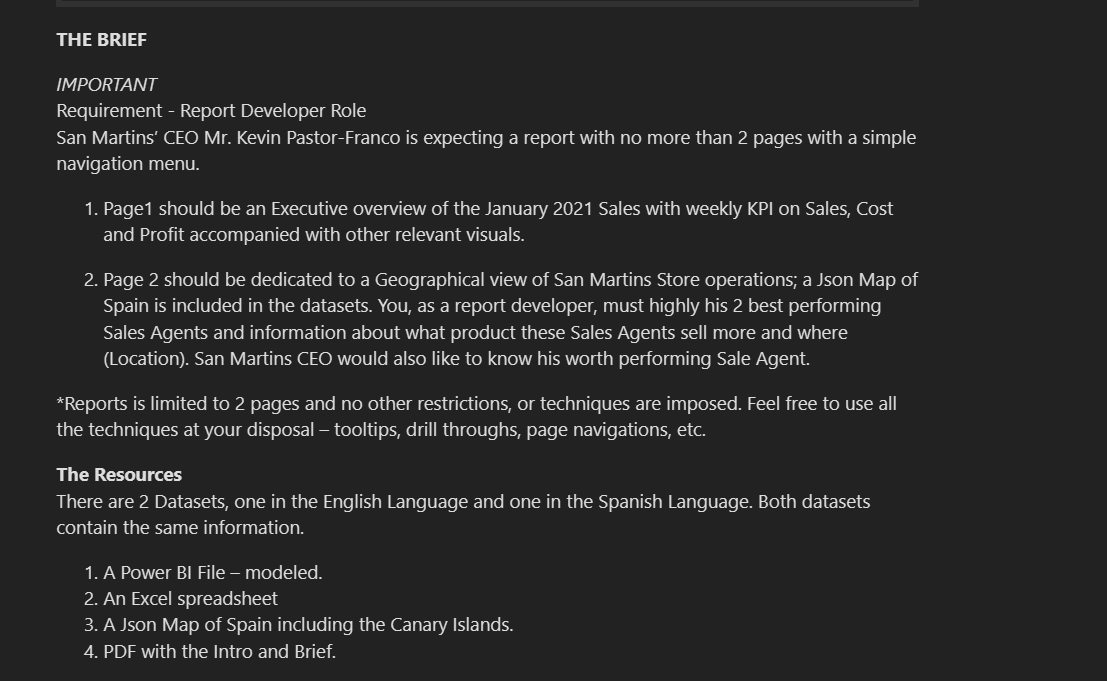 THE BRIEF
IMPORTANT
Requirement - Report Developer Role
San Martins’ CEO Mr. Kevin Pastor-Franco is expecting a report with no more than 2 pages with a simple
navigation menu.
1. Page1 should be an Executive overview of the January 2021 Sales with weekly KPI on Sales, Cost
and Profit accompanied with other relevant visuals.
2. Page 2 should be dedicated to a Geographical view of San Martins Store operations; a Json Map of
Spain is included in the datasets. You, as a report developer, must highly his 2 best performing
Sales Agents and information about what product these Sales Agents sell more and where
(Location). San Martins CEO would also like to know his worth performing Sale Agent.
*Reports is limited to 2 pages and no other restrictions, or techniques are imposed. Feel free to use all
the techniques at your disposal – tooltips, drill throughs, page navigations, etc.
The Resources
There are 2 Datasets, one in the English Language and one in the Spanish Language. Both datasets
contain the same information.
1. A Power BI File – modeled.
2. An Excel spreadsheet
3. A Json Map of Spain including the Canary Islands.
4. PDF with the Intro and Brief.